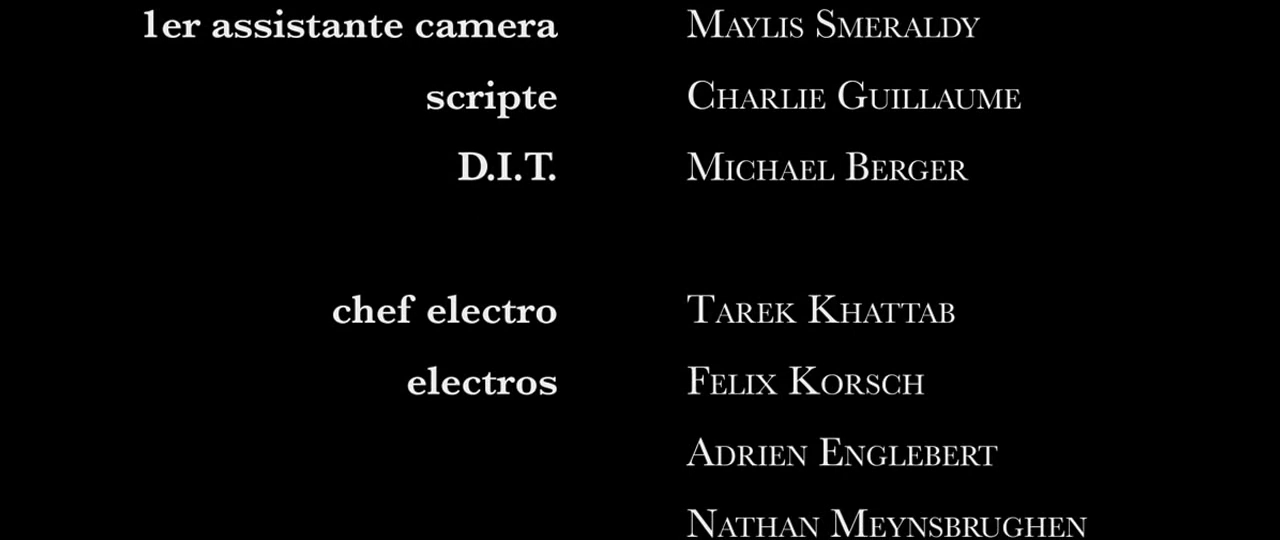 1er assistante camera Maylis Smeraldy
scripte Charlie Guillaume
D.I.T. Michael Berger
chef electro Tarek Khattab
electros Felix Korsch
Adrien Englebert
Nathan Meynsbrughen